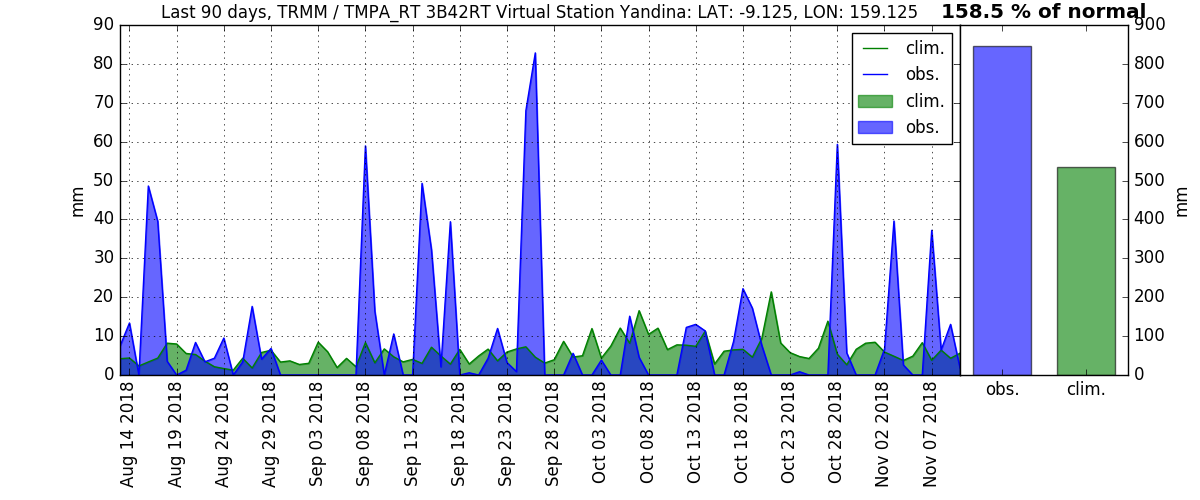 Last 90 days, TRMM / TMPA_RT 3B42RT Virtual Station Yandina: LAT: -9.125, LON: 159.125
158.5 % of normal
90
80
70
60
50
40
30
20
10
0
mm
clim.
obs.
clim.
obs.
900
800
700
600
500
400
300
200
100
0
mm
Aug 14 2018
Aug 19 2018
Aug 24 2018
Aug 29 2018
Sep 03 2018
Sep 08 2018
Sep 13 2018
Sep 18 2018
Sep 23 2018
Sep 28 2018
Oct 03 2018
Oct 08 2018
Oct 13 2018
Oct 18 2018
Oct 23 2018
Oct 28 2018
Nov 02 2018
Nov 07 2018
obs.
clim.